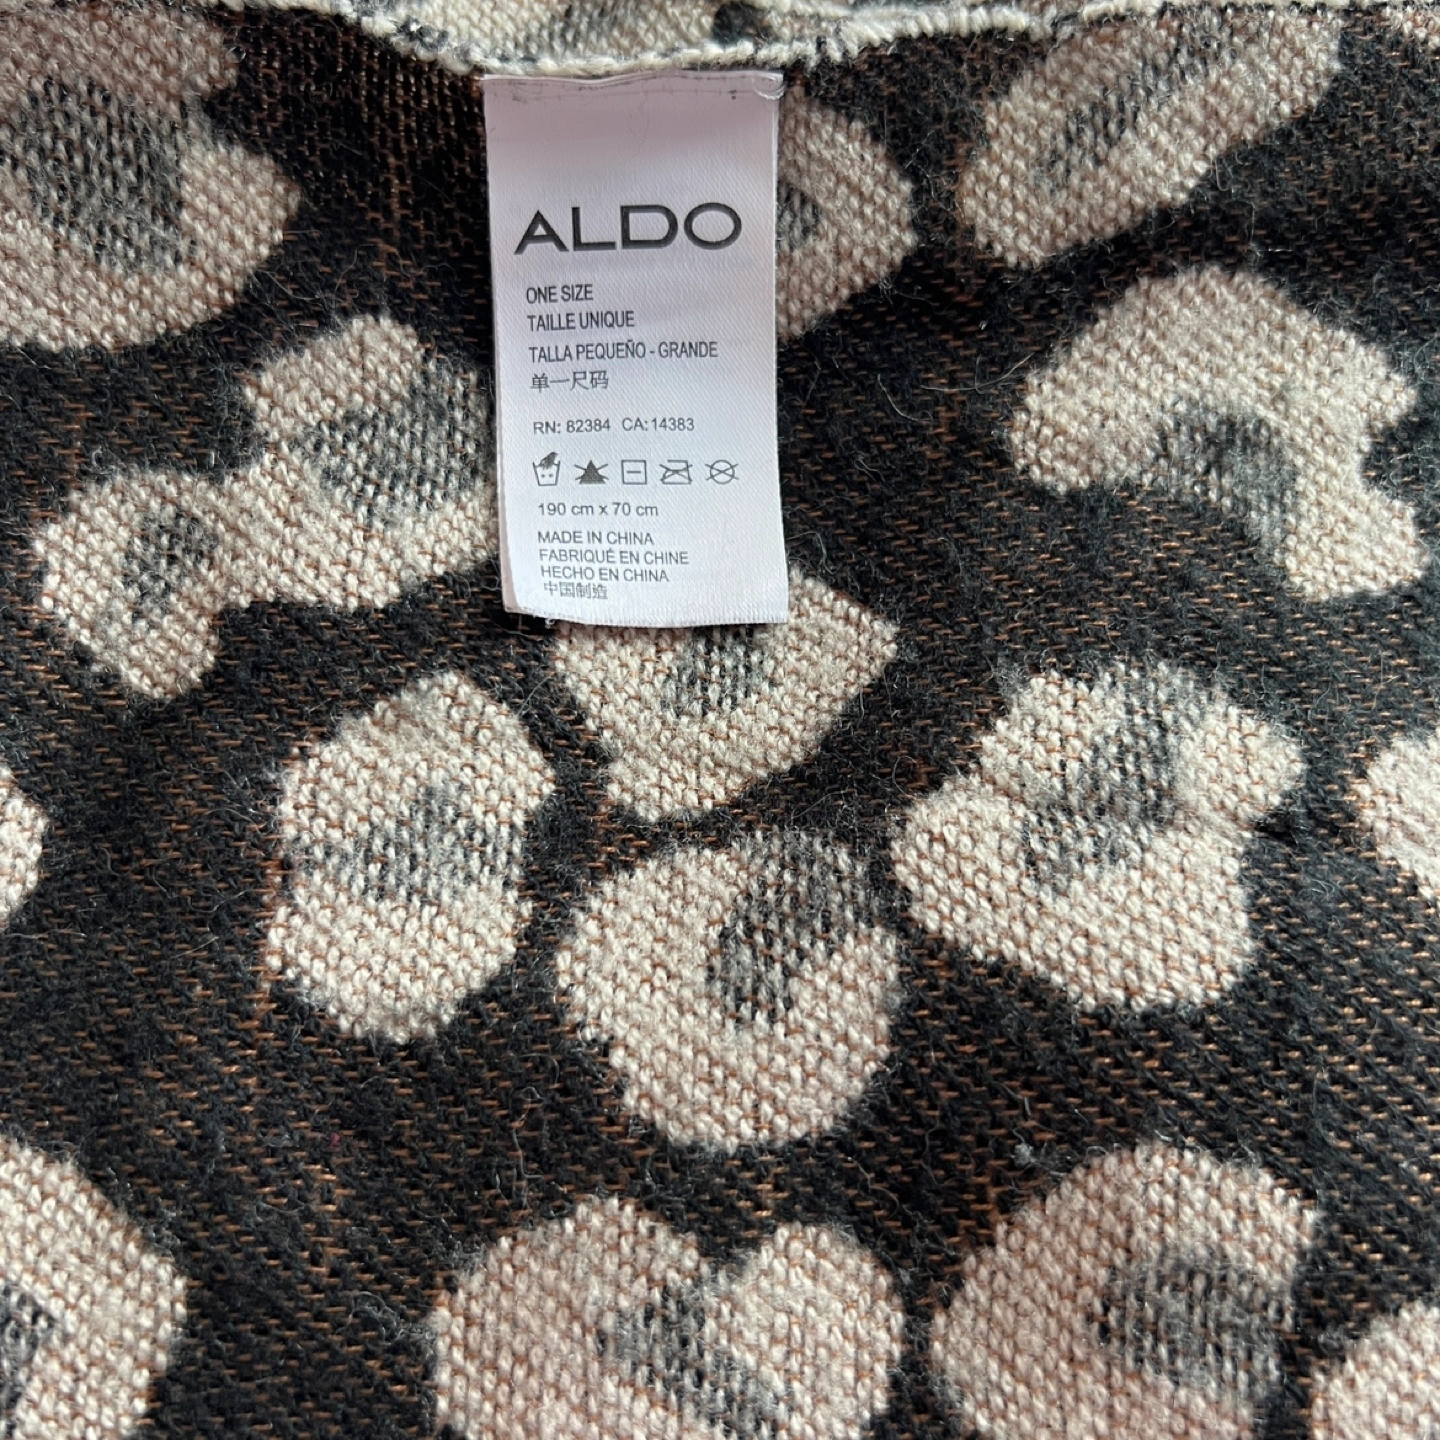 ALDO
ONE SIZE
TAILLE UNIQUE
TALLA PEQUEÑO - GRANDE
单一尺码
RN: 82384 CA: 14383
190 cm x 70 cm
MADE IN CHINA
FABRIQUÉ EN CHINE
HECHO EN CHINA
中国制造